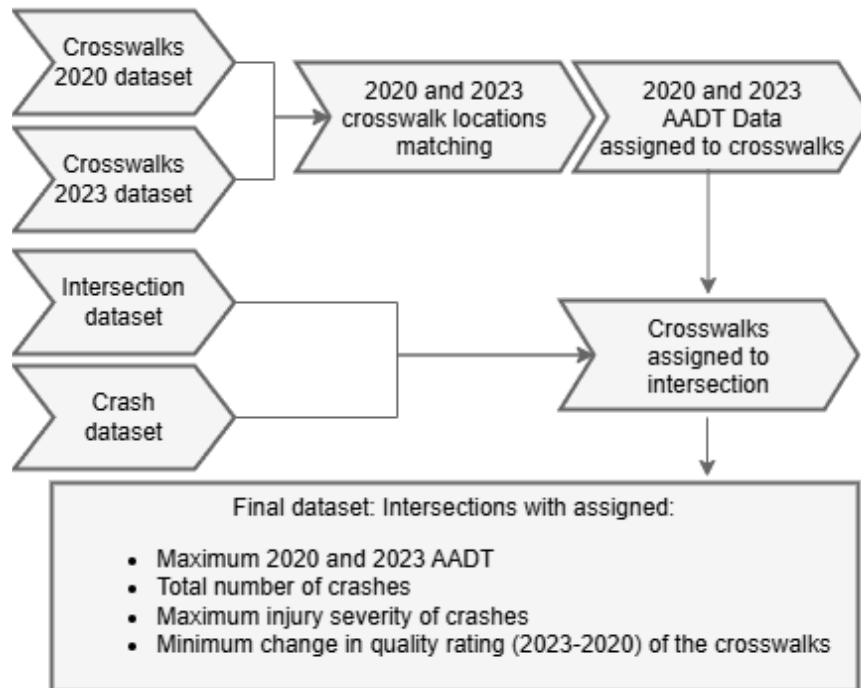 Crosswalks
2020 dataset
Crosswalks
2023 dataset
2020 and 2023
crosswalk locations
matching
2020 and 2023
AADT Data
assigned to crosswalks
Intersection
dataset
Crash
dataset
Crosswalks
assigned to
intersection
Final dataset: Intersections with assigned:
• Maximum 2020 and 2023 AADT
• Total number of crashes
• Maximum injury severity of crashes
• Minimum change in quality rating (2023-2020) of the crosswalks